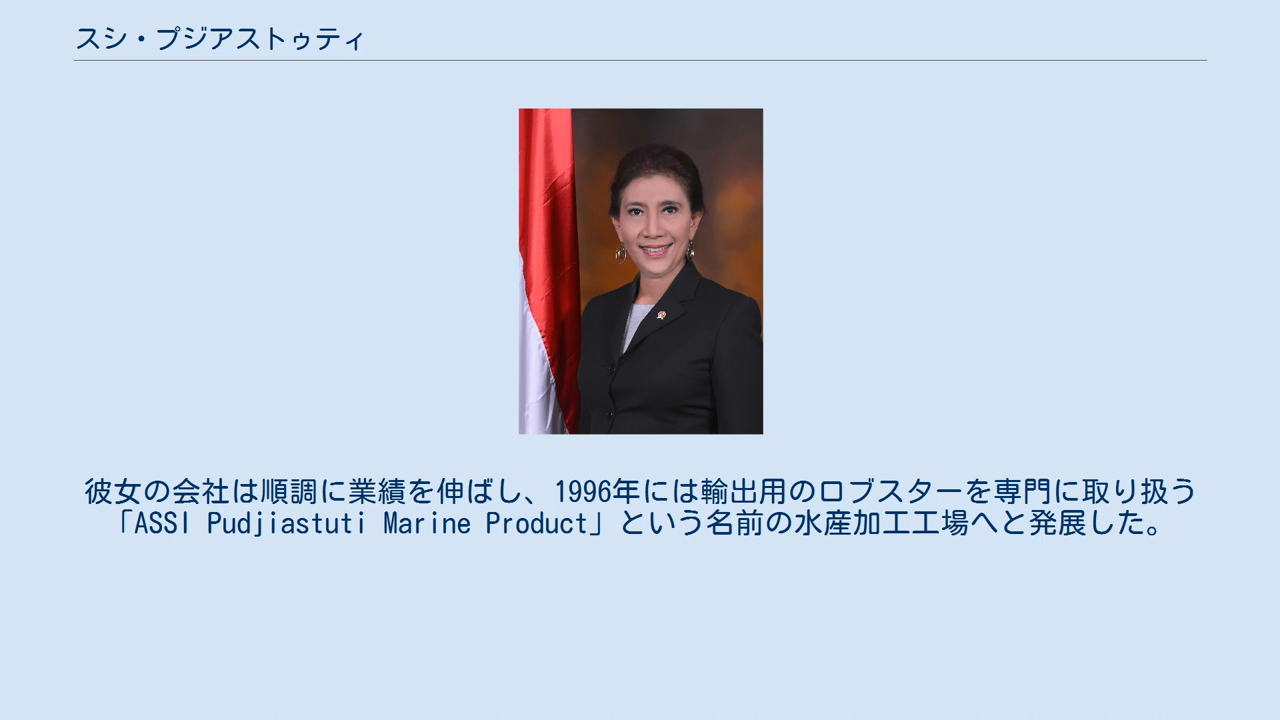 スシ・プジアストゥティ
彼女の会社は順調に業績を伸ばし、1996年には輸出用のロブスターを専門に取り扱う
「ASSI Pudjiastuti Marine Product」という名前の水産加工工場へと発展した。